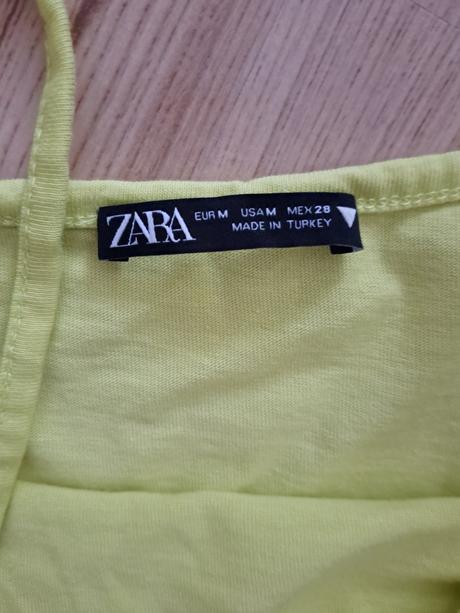 ZARA EUR M USA M MEX 28
MADE IN TURKEY